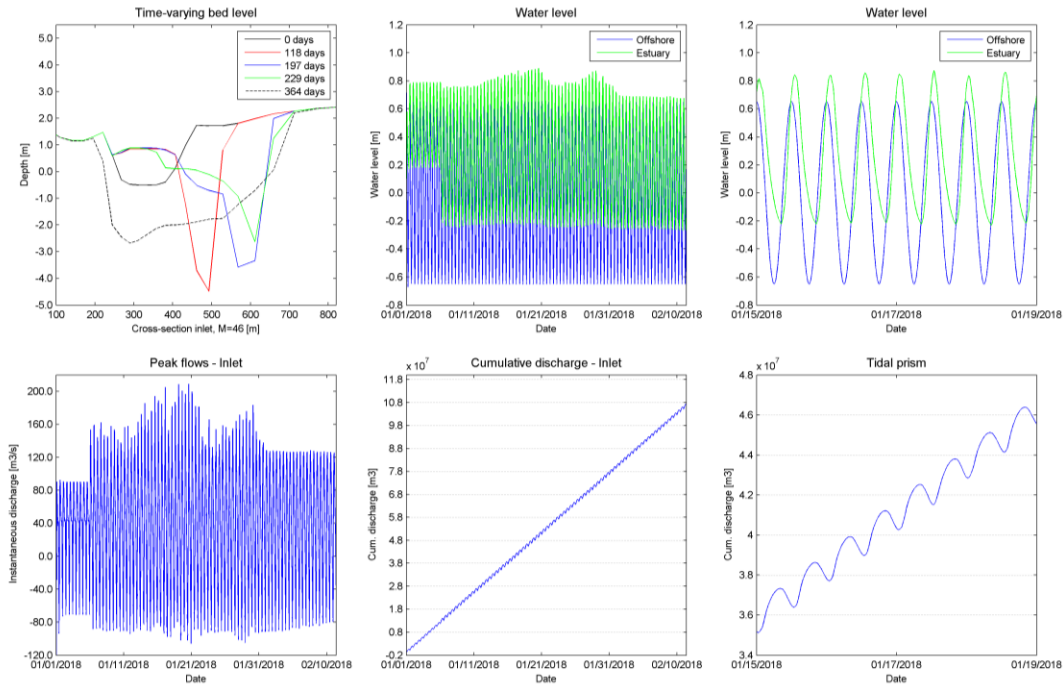 Time-varying bed level
5.0
4.0
3.0
2.0
1.0
0.0
-1.0
-2.0
-3.0
-4.0
5.0
Depth [m]
0 days
118 days
197 days
229 days
364 days
100 200 300 400 500 600 700 800
Cross-section inlet, M=46 [m]
Water level
1.2
1.0
0.8
0.6
0.4
0.2
0.0
-0.2
-0.4
-0.6
-0.8
Water level [m]
Offshore
Estuary
01/01/2018 01/11/2018 01/21/2018 01/31/2018 02/10/2018
Date
Water level
1.2
1.0
0.8
0.6
0.4
0.2
0.0
-0.2
-0.4
-0.6
-0.8
Water level [m]
Offshore
Estuary
01/15/2018 01/17/2018 01/19/2018
Date
Peak flows - Inlet
200.0
160.0
120.0
80.0
40.0
0.0
-40.0
-80.0
-120.0
Instantaneous discharge [m3/s]
01/01/2018 01/11/2018 01/21/2018 01/31/2018 02/10/2018
Date
Cumulative discharge - Inlet
x 10⁷
11.8
10.8
9.8
8.8
7.8
6.8
5.8
4.8
3.8
2.8
1.8
0.8
-0.2
Cum. discharge [m3]
01/01/2018 01/11/2018 01/21/2018 01/31/2018 02/10/2018
Date
Tidal prism
x 10⁷
4.8
4.6
4.4
4.2
4
3.8
3.6
3.4
Cum. discharge [m3]
01/15/2018 01/17/2018 01/19/2018
Date